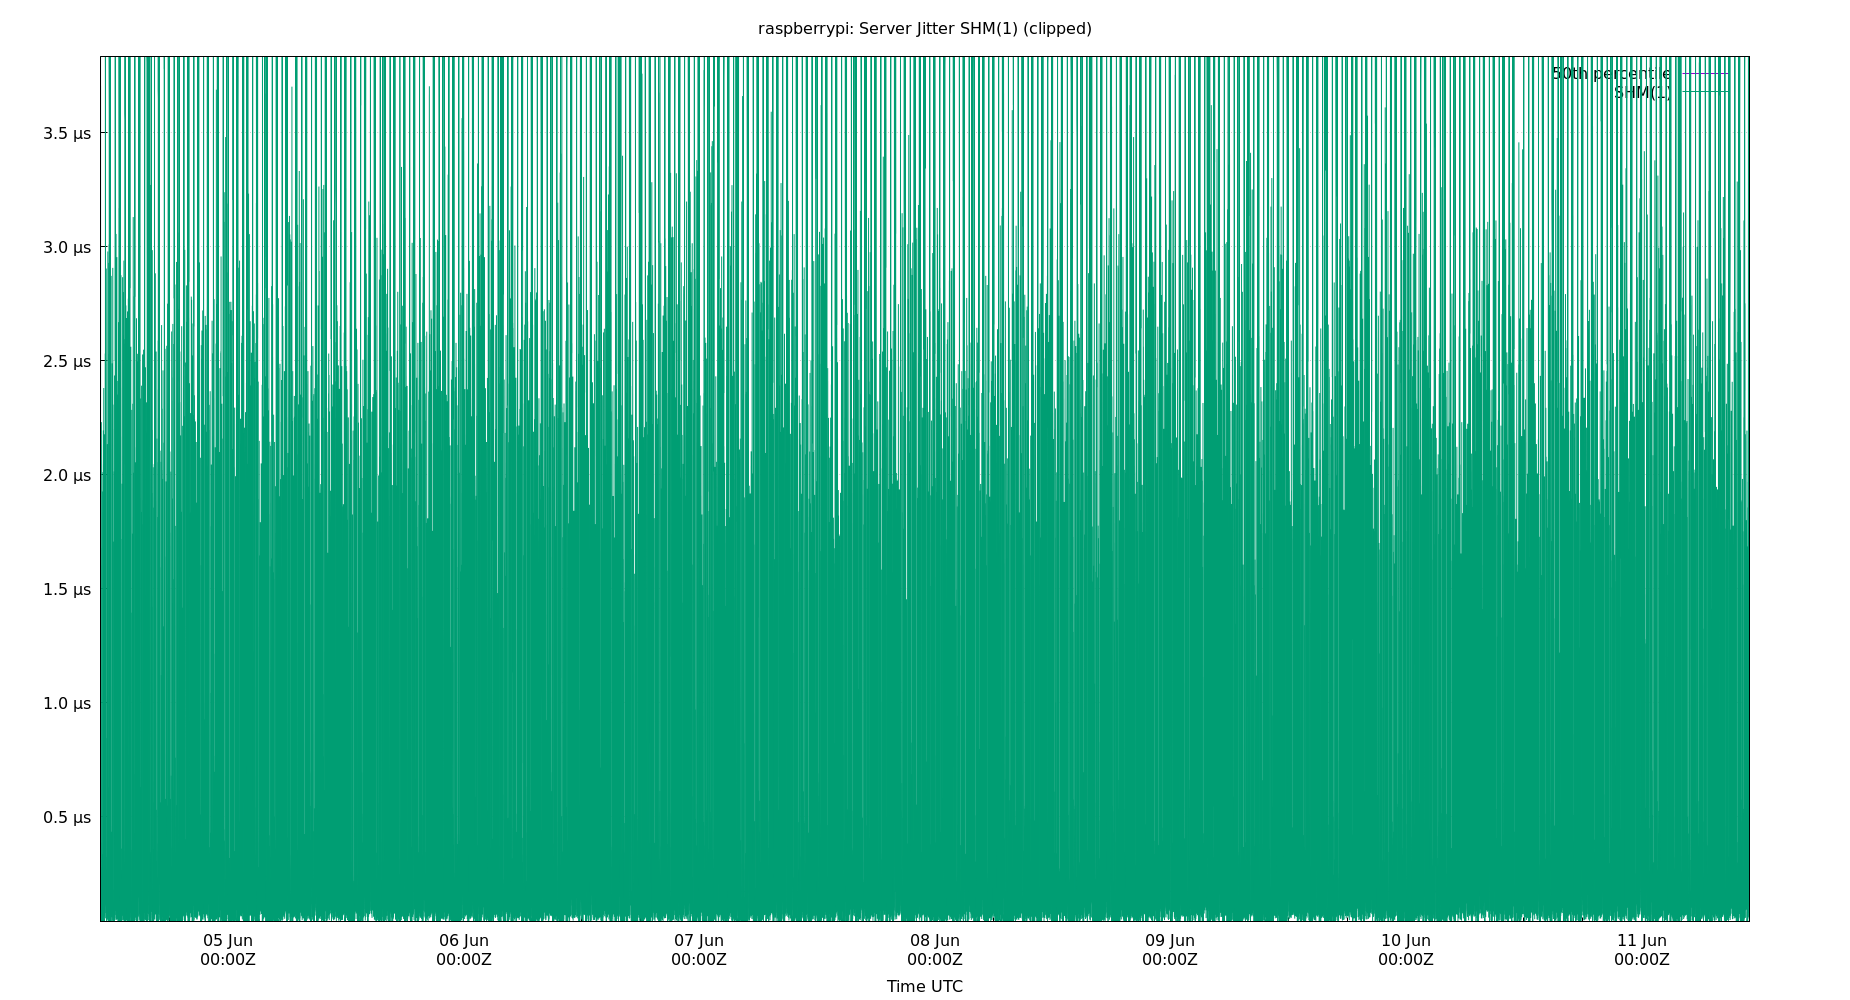 raspberrypi: Server Jitter SHM(1) (clipped)
50th percentile
SHM(1)
3.5 µs
3.0 µs
2.5 µs
2.0 µs
1.5 µs
1.0 µs
0.5 µs
05 Jun
00:00Z
06 Jun
00:00Z
07 Jun
00:00Z
08 Jun
00:00Z
09 Jun
00:00Z
10 Jun
00:00Z
11 Jun
00:00Z
Time UTC